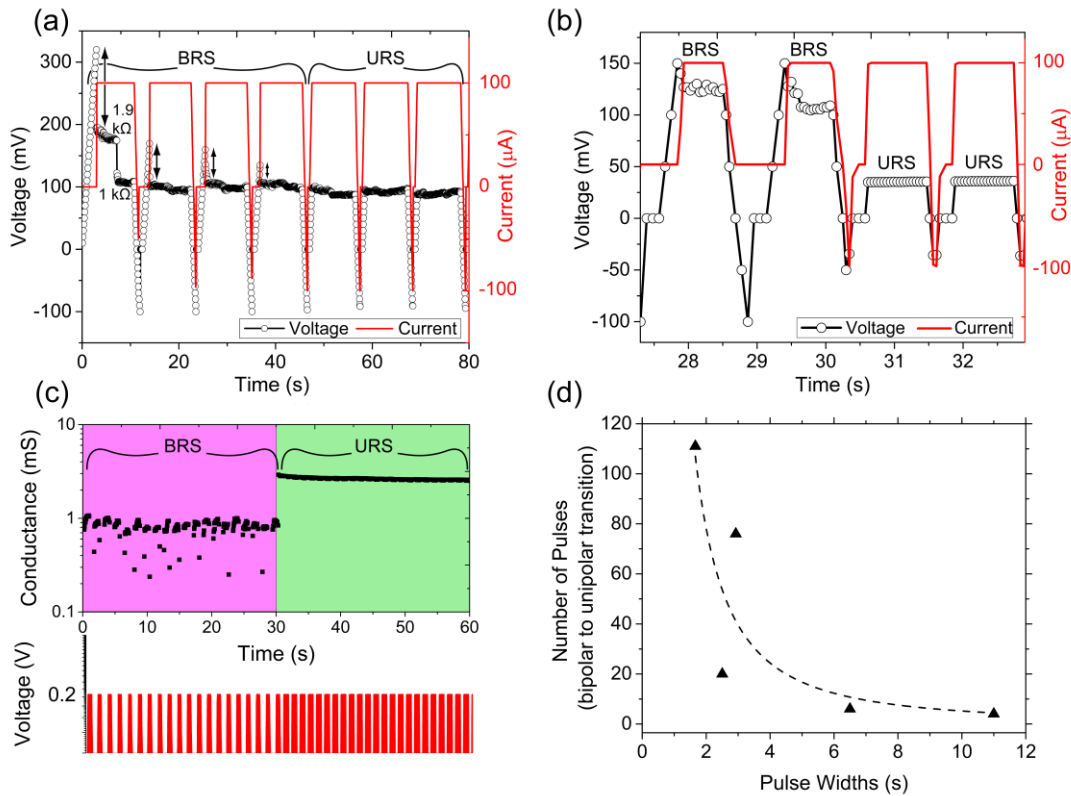 (a)
BRS
URS
300
200
100
0
-100
Voltage (mV)
1.9
kΩ
1 kΩ
100
0
-100
Current (μA)
Voltage
Current
0
20
40
60
80
Time (s)
(b)
BRS
BRS
URS
URS
150
100
50
0
-50
-100
Voltage (mV)
100
0
-100
Current (μA)
Voltage
Current
28
29
30
31
32
Time (s)
(c)
BRS
URS
10
1
0.1
Conductance (mS)
0
10
20
30
40
50
60
Time (s)
0.2
Voltage (V)
(d)
120
100
80
60
40
20
0
Number of Pulses
(bipolar to unipolar transition)
0
2
4
6
8
10
12
Pulse Widths (s)